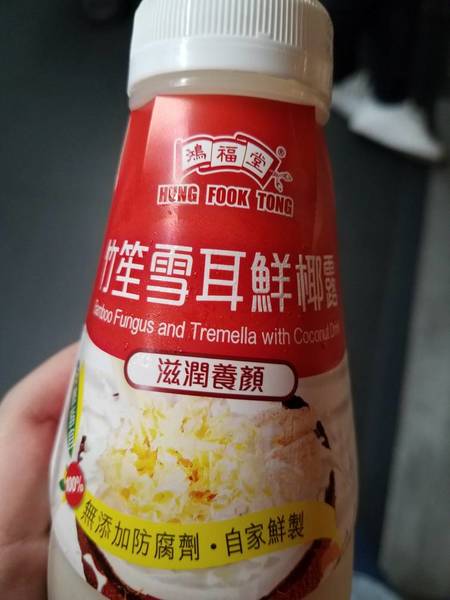 鴻福堂®
HUNG FOOK TONG
竹笙雪耳鮮椰露
Bamboo Fungus and Tremella with Coconut Drink
滋潤養顏
100%
無添加防腐劑·自家鮮製